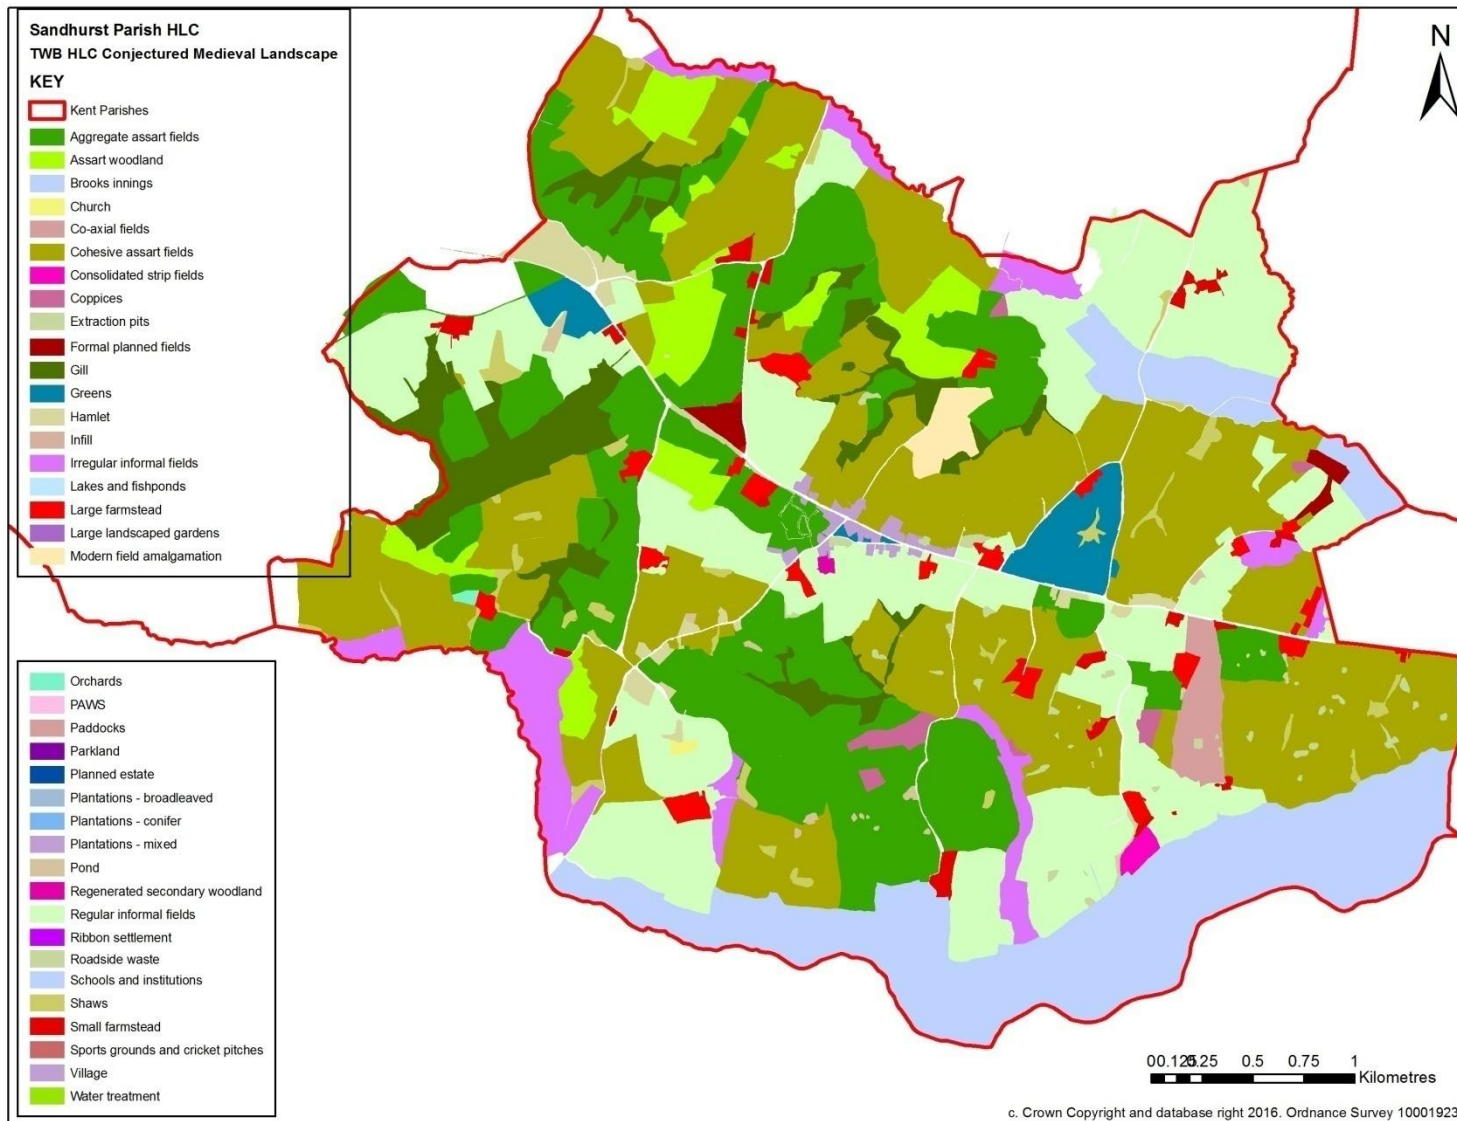 Sandhurst Parish HLC
TWB HLC Conjectured Medieval Landscape
KEY
Kent Parishes
Aggregate assart fields
Assart woodland
Brooks innings
Church
Co-axial fields
Cohesive assart fields
Consolidated strip fields
Coppices
Extraction pits
Formal planned fields
Gill
Greens
Hamlet
Infill
Irregular informal fields
Lakes and fishponds
Large farmstead
Large landscaped gardens
Modern field amalgamation
Orchards
PAWS
Paddocks
Parkland
Planned estate
Plantations - broadleaved
Plantations - conifer
Plantations - mixed
Pond
Regenerated secondary woodland
Regular informal fields
Ribbon settlement
Roadside waste
Schools and institutions
Shaws
Small farmstead
Sports grounds and cricket pitches
Village
Water treatment
N
0 0.125 0.25 0.5 0.75 1
Kilometres
c. Crown Copyright and database right 2016. Ordnance Survey 10001923